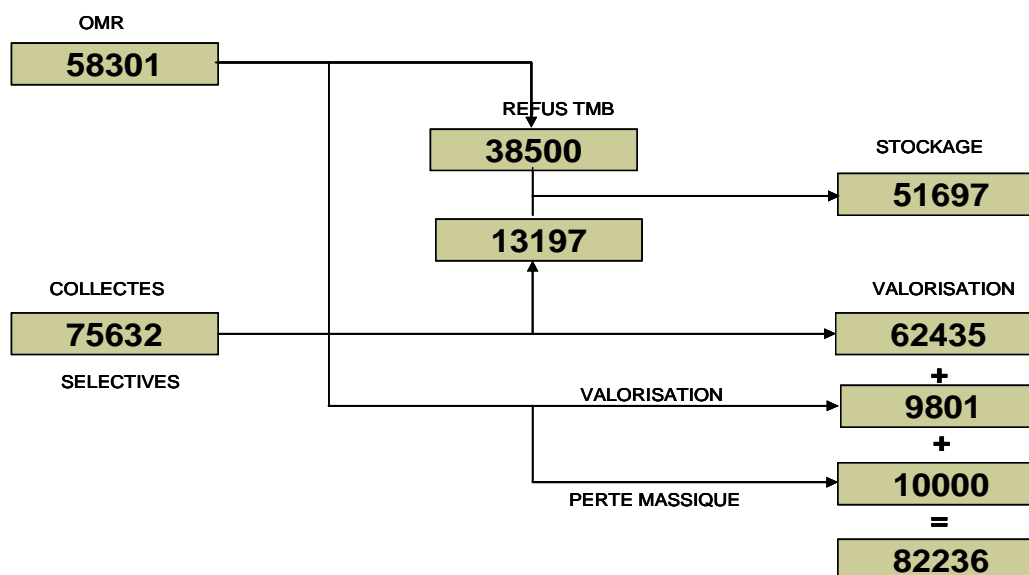 OMR
58301
REFUS TMB
38500
STOCKAGE
51697
13197
COLLECTES
75632
SELECTIVES
VALORISATION
62435
+
VALORISATION
9801
+
PERTE MASSIQUE
10000
=
82236